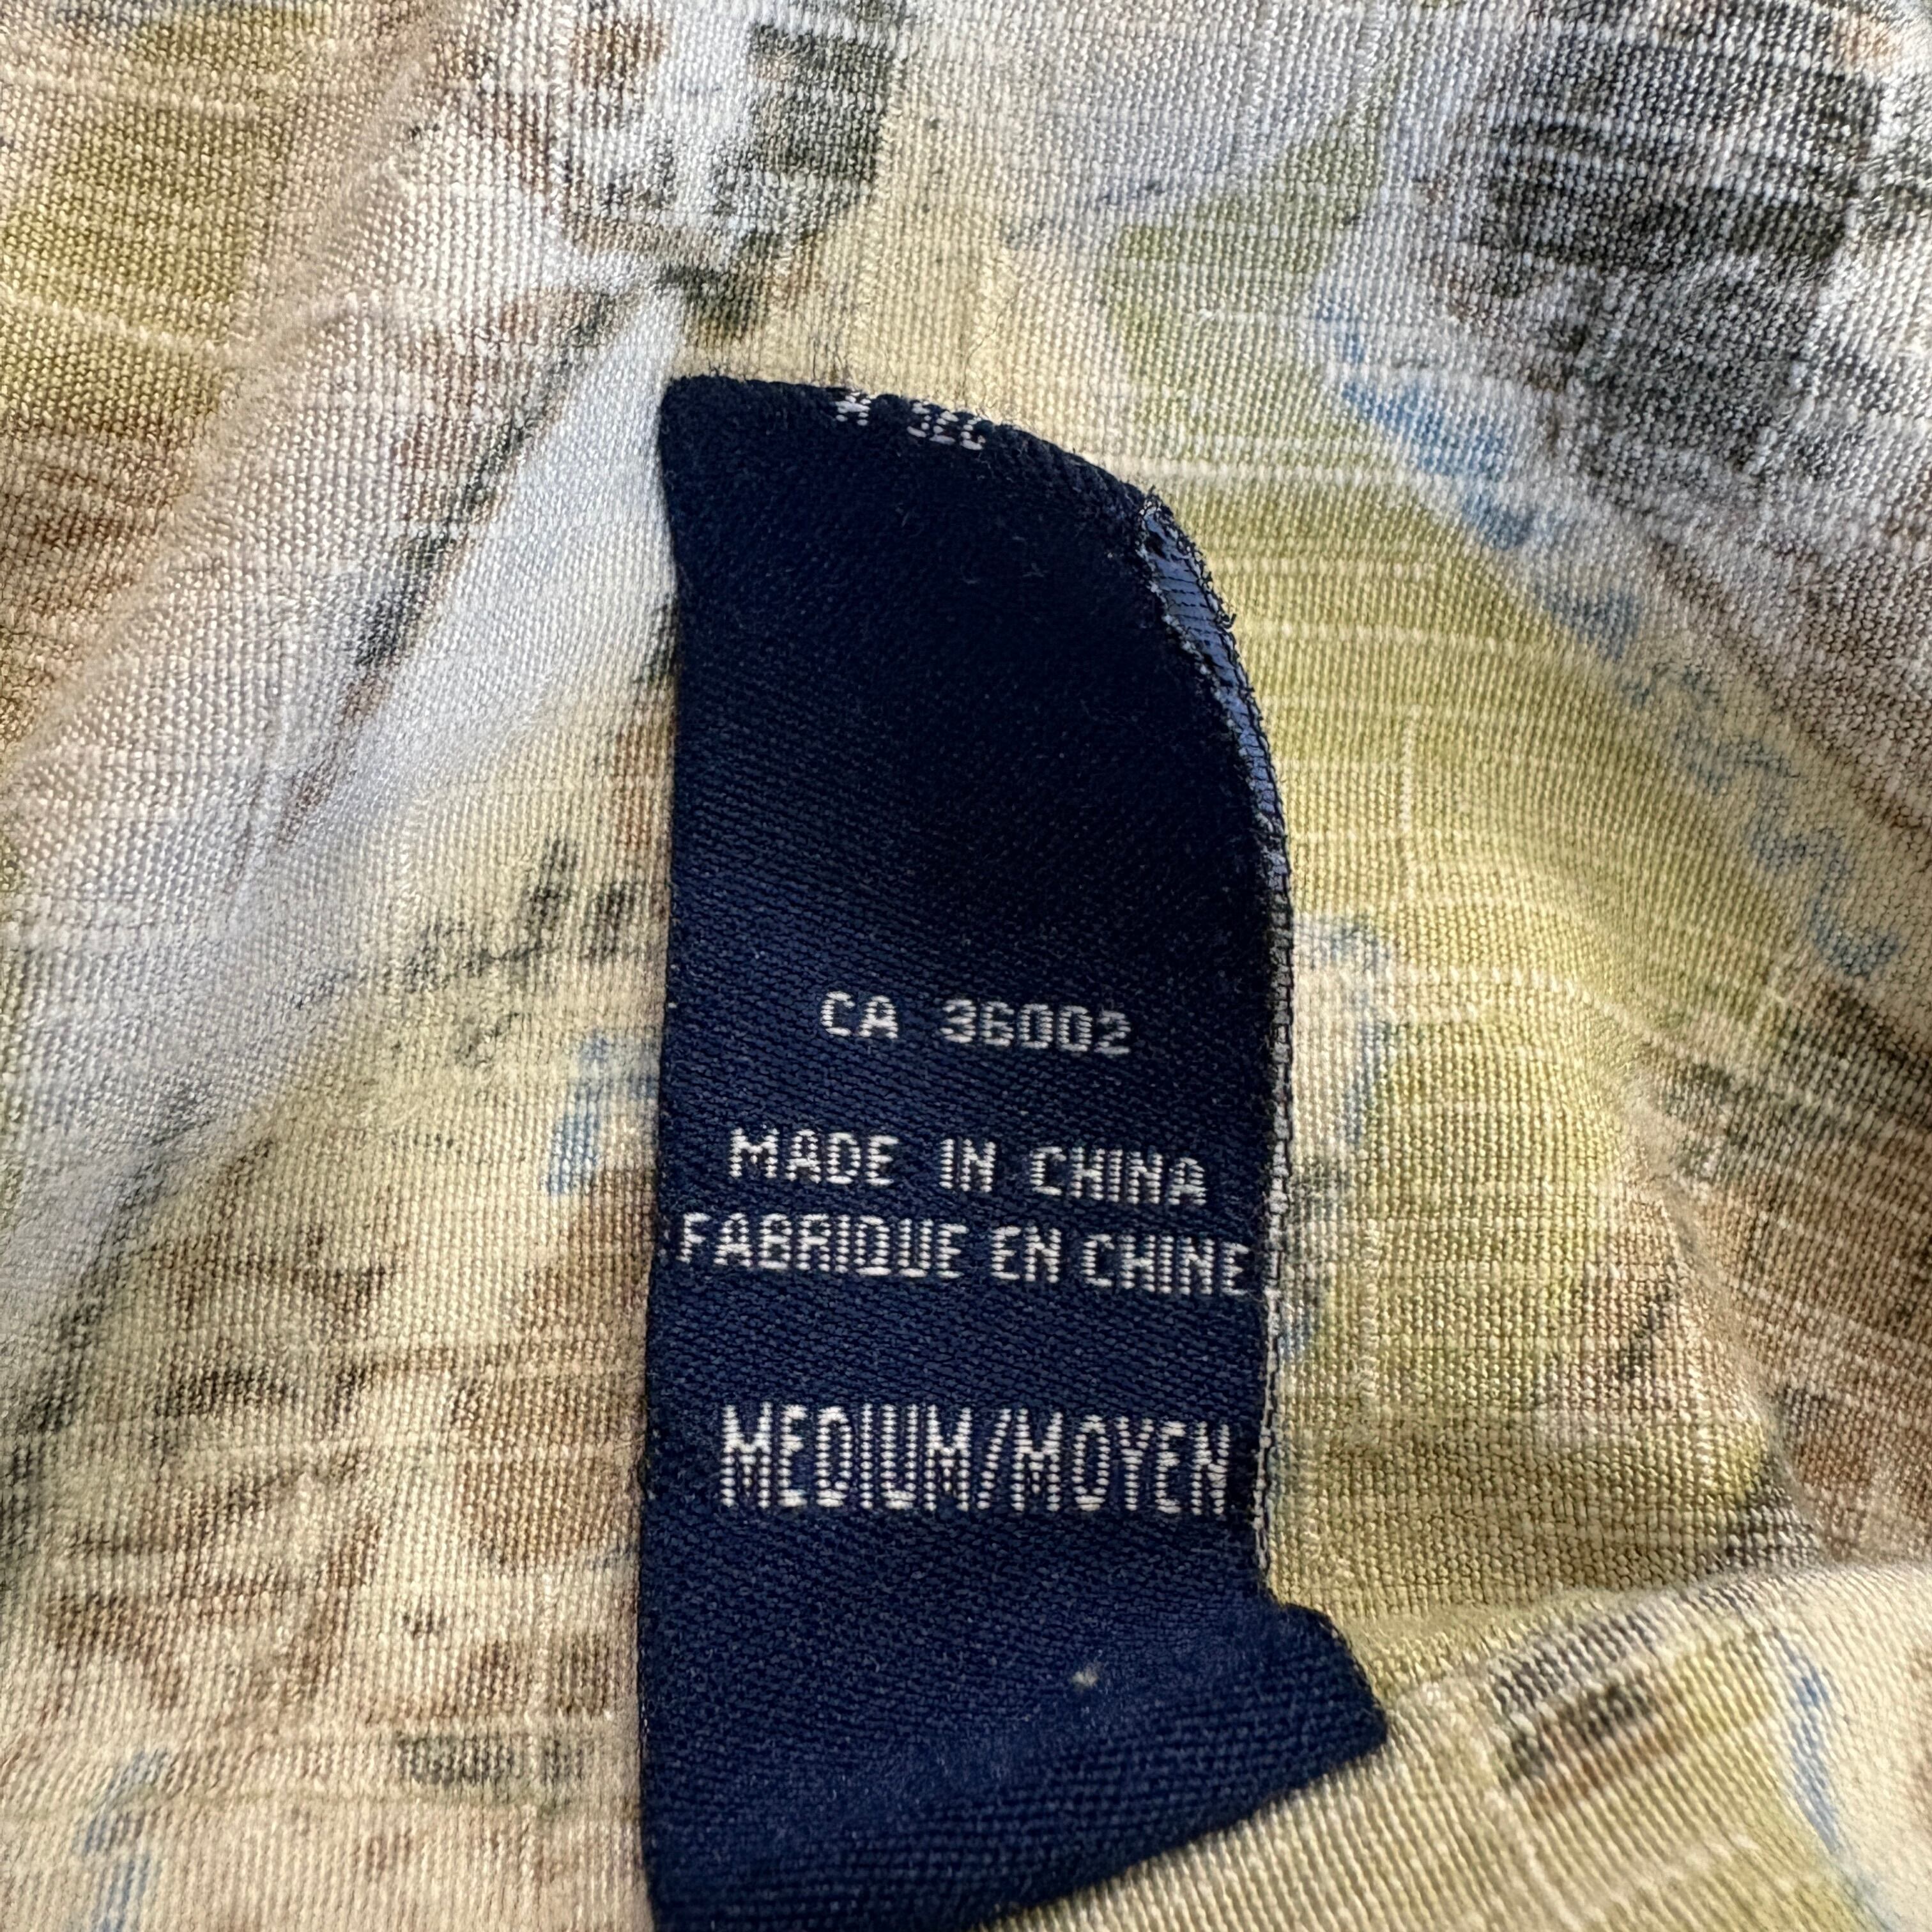 CA 36002
MADE IN CHINA
FABRIQUE EN CHINE
MEDIUM/MOYEN